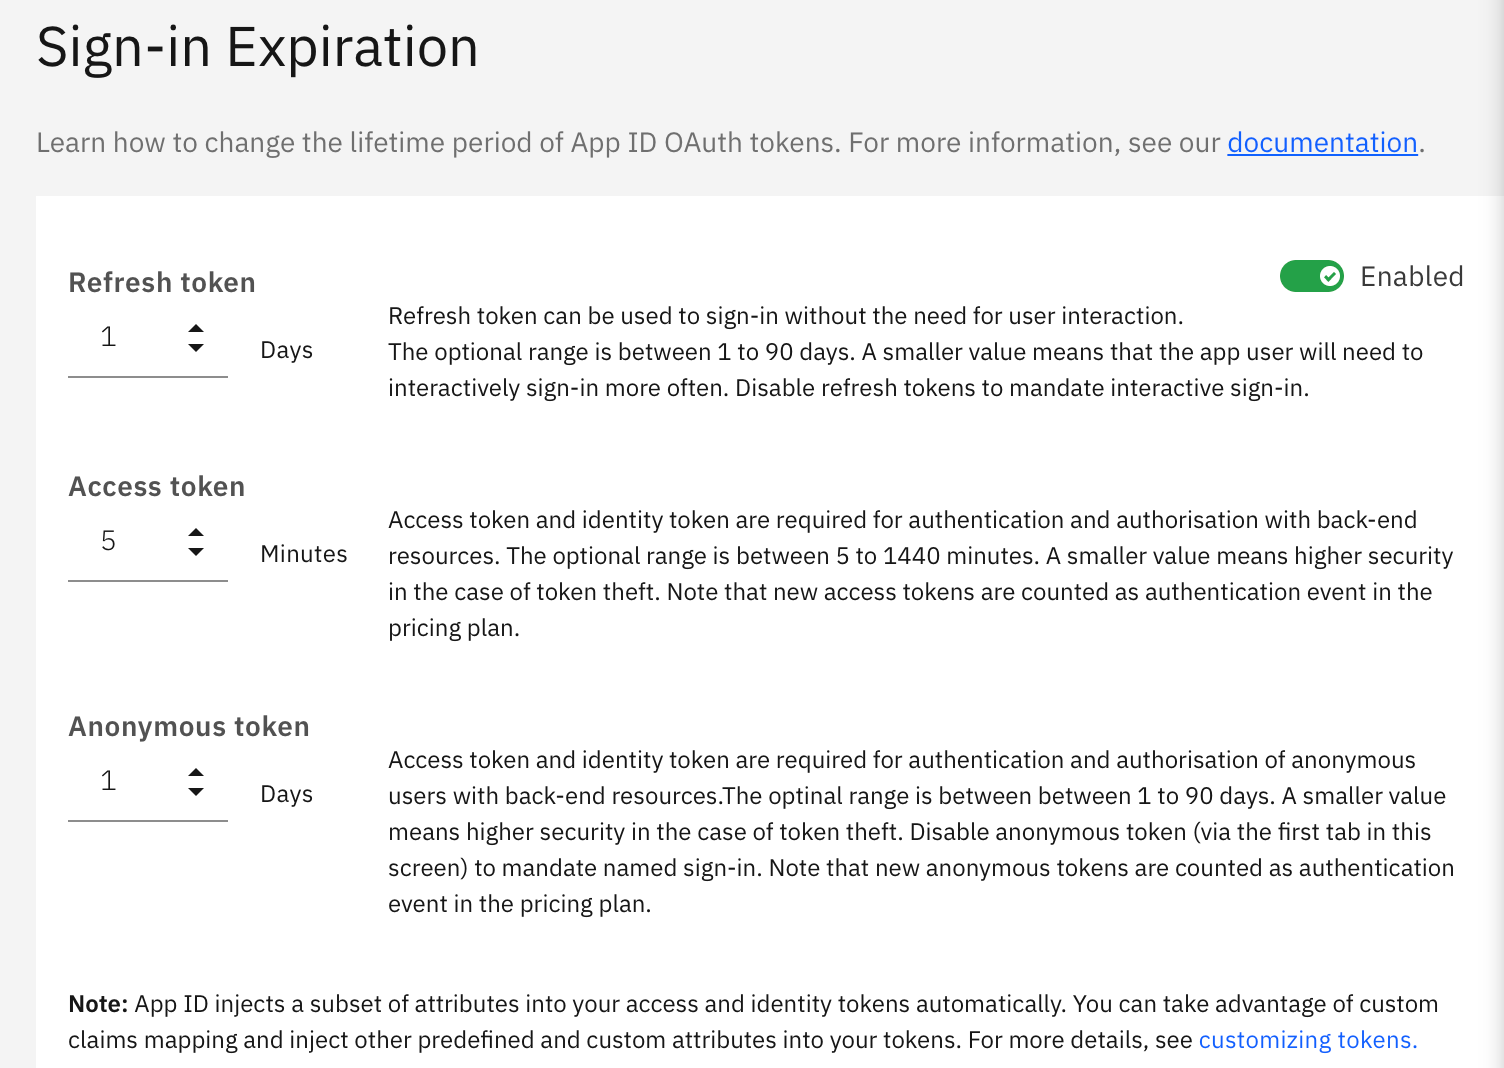 Sign-in Expiration
Learn how to change the lifetime period of App ID OAuth tokens. For more information, see our documentation.
Refresh token
Enabled
1
Days
Refresh token can be used to sign-in without the need for user interaction.
The optional range is between 1 to 90 days. A smaller value means that the app user will need to
interactively sign-in more often. Disable refresh tokens to mandate interactive sign-in.
Access token
5
Minutes
Access token and identity token are required for authentication and authorisation with back-end
resources. The optional range is between 5 to 1440 minutes. A smaller value means higher security
in the case of token theft. Note that new access tokens are counted as authentication event in the
pricing plan.
Anonymous token
1
Days
Access token and identity token are required for authentication and authorisation of anonymous
users with back-end resources.The optinal range is between between 1 to 90 days. A smaller value
means higher security in the case of token theft. Disable anonymous token (via the first tab in this
screen) to mandate named sign-in. Note that new anonymous tokens are counted as authentication
event in the pricing plan.
Note: App ID injects a subset of attributes into your access and identity tokens automatically. You can take advantage of custom
claims mapping and inject other predefined and custom attributes into your tokens. For more details, see customizing tokens.